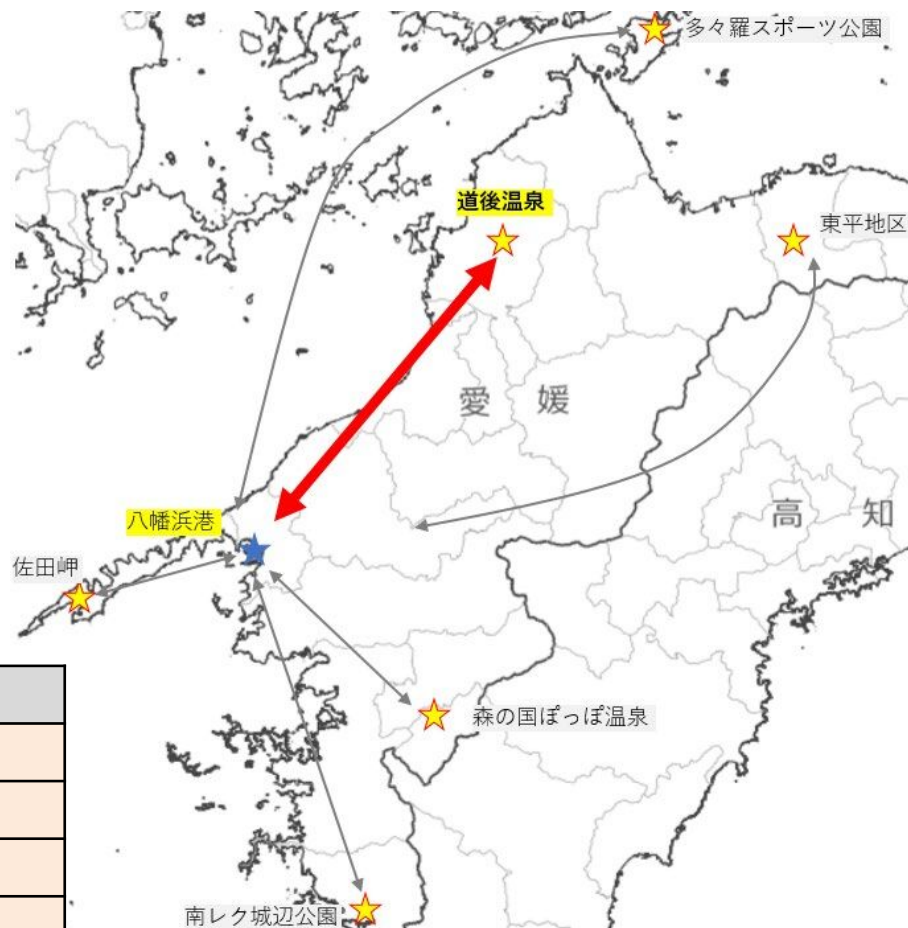 多々羅スポーツ公園
道後温泉
東平地区
愛媛
高知
八幡浜港
佐田岬
森の国ぽっぽ温泉
南レク城辺公園